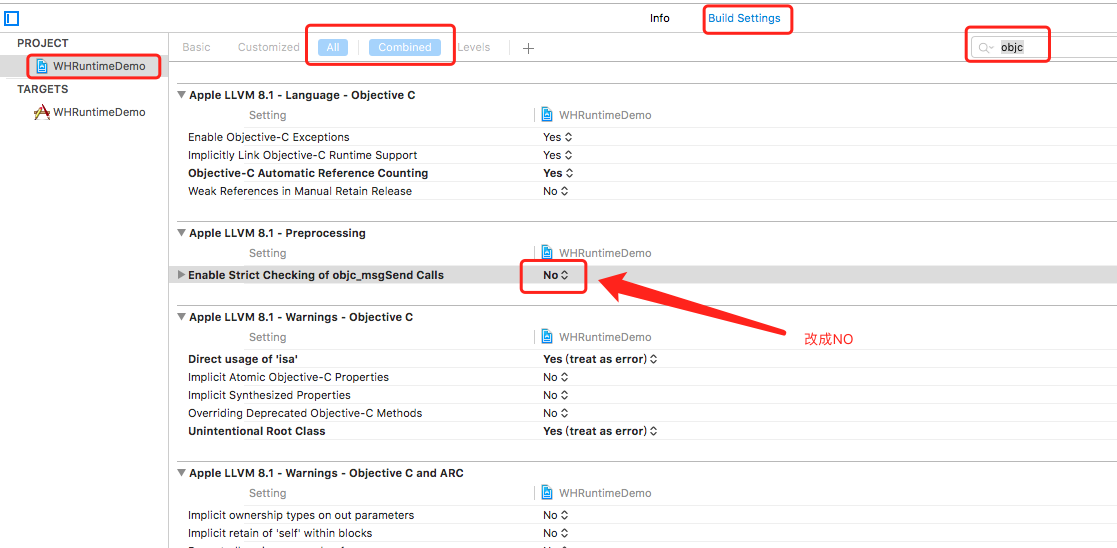 Info Build Settings
PROJECT
WHRuntimeDemo
TARGETS
WHRuntimeDemo
Basic Customized All Combined Levels +
objc
Apple LLVM 8.1 - Language - Objective C
Setting WHRuntimeDemo
Enable Objective-C Exceptions Yes
Implicitly Link Objective-C Runtime Support Yes
Objective-C Automatic Reference Counting Yes
Weak References in Manual Retain Release No
Apple LLVM 8.1 - Preprocessing
Setting WHRuntimeDemo
Enable Strict Checking of objc_msgSend Calls No
改成NO
Apple LLVM 8.1 - Warnings - Objective C
Setting WHRuntimeDemo
Direct usage of 'isa' Yes (treat as error)
Implicit Atomic Objective-C Properties No
Implicit Synthesized Properties No
Overriding Deprecated Objective-C Methods No
Unintentional Root Class Yes (treat as error)
Apple LLVM 8.1 - Warnings - Objective C and ARC
Setting WHRuntimeDemo
Implicit ownership types on out parameters No
Implicit retain of 'self' within blocks No